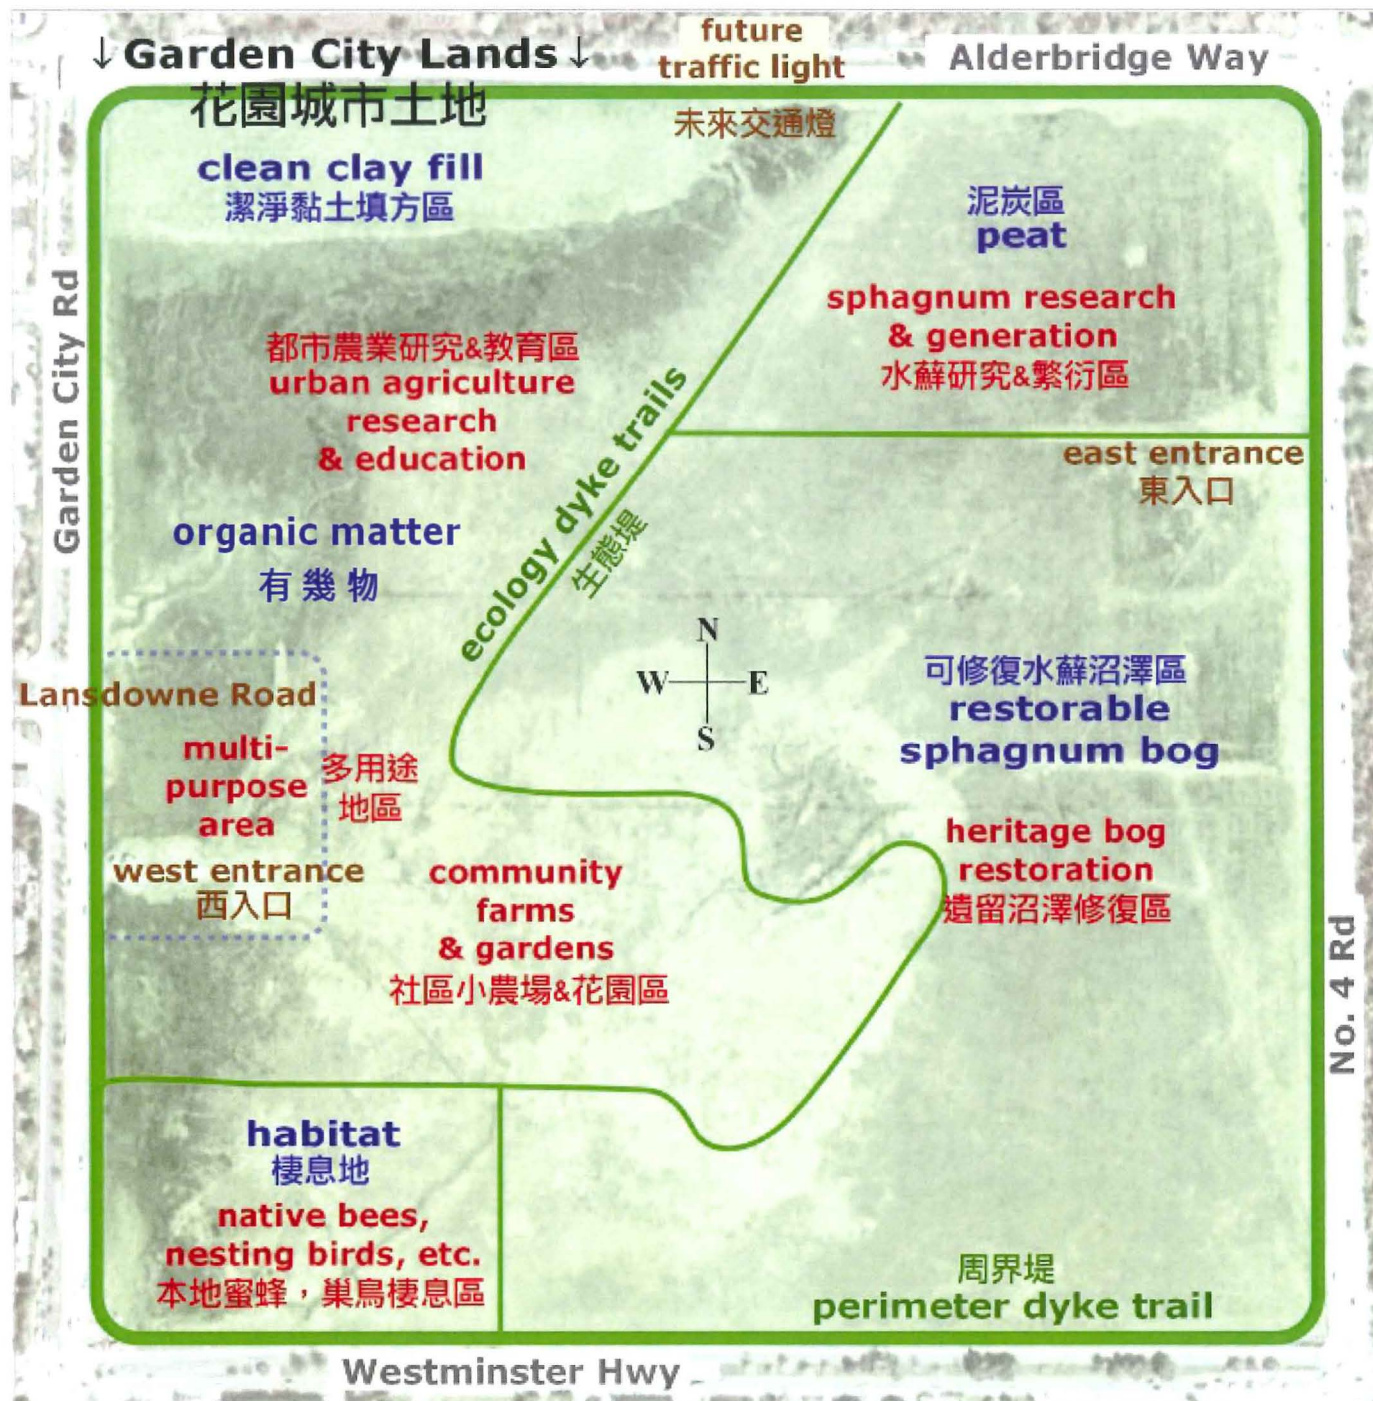 ↓Garden City Lands↓
花園城市土地
future
traffic light
未來交通燈
Alderbridge Way
clean clay fill
潔淨黏土填方區
泥炭區
peat
sphagnum research
& generation
水蘇研究&繁衍區
Garden City Rd
都市農業研究&教育區
urban agriculture
research
& education
ecology dyke trails
生態堤
east entrance
東入口
organic matter
有幾物
N
W
E
S
Lansdowne Road
multi-
purpose
area
多用途
地區
west entrance
西入口
可修復水蘇沼澤區
restorable
sphagnum bog
heritage bog
restoration
遺留沼澤修復區
community
farms
& gardens
社區小農場&花園區
No. 4 Rd
habitat
棲息地
native bees,
nesting birds, etc.
本地蜜蜂，巢鳥棲息區
周界堤
perimeter dyke trail
Westminster Hwy